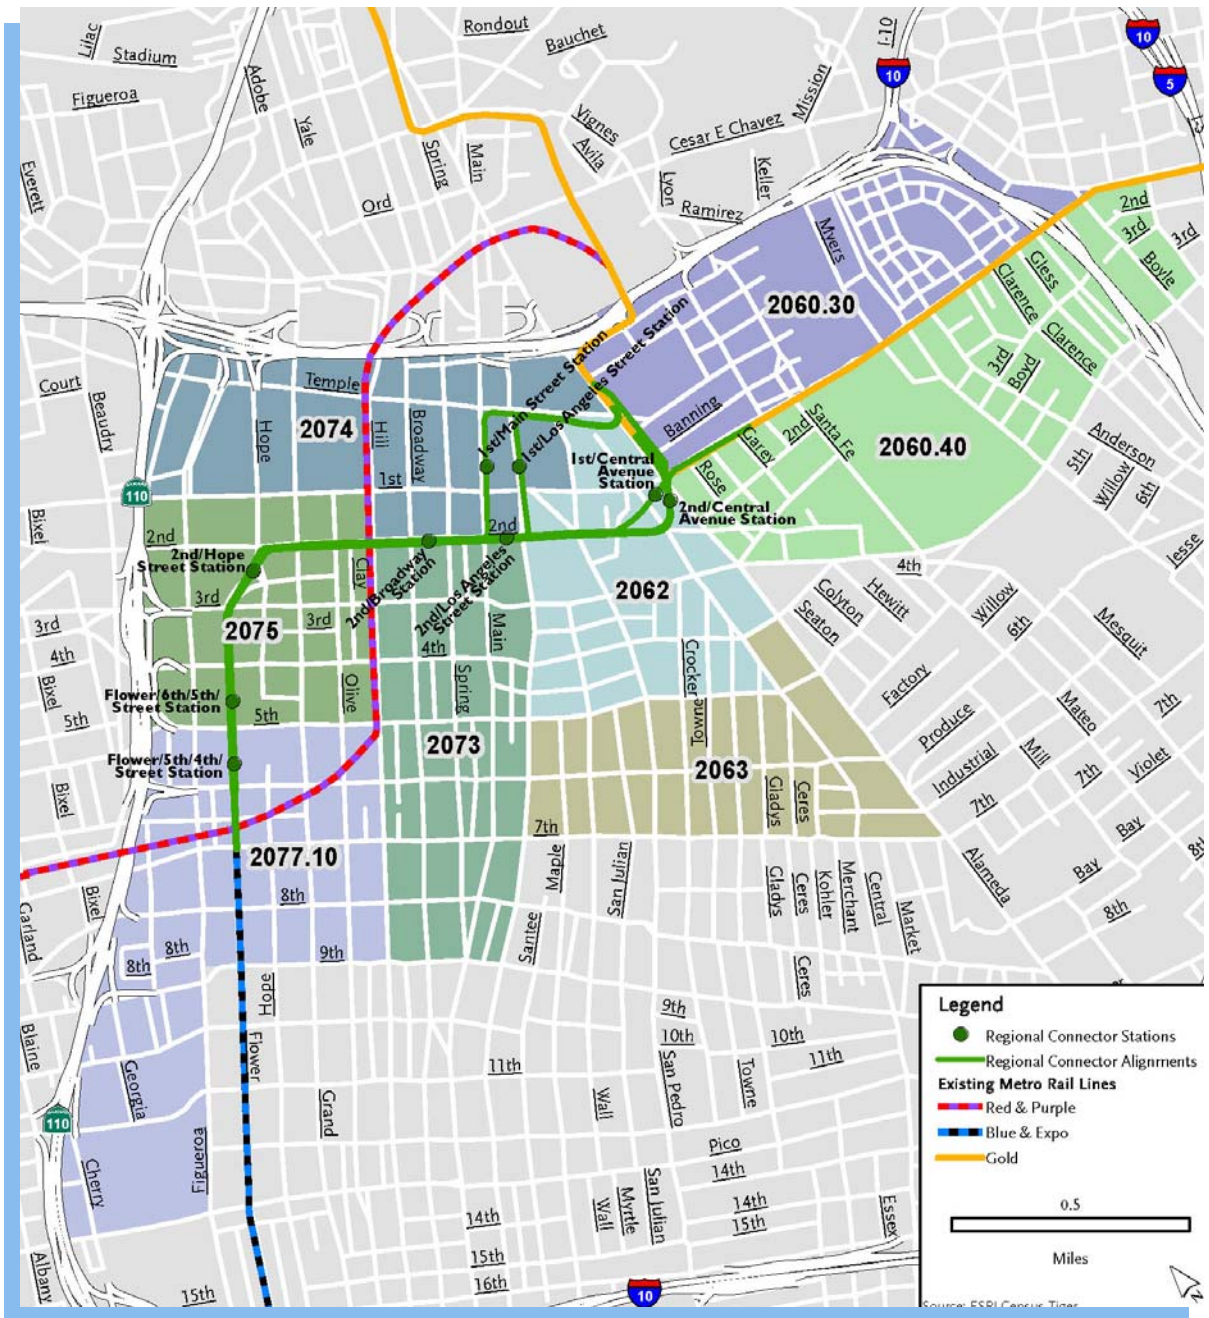 Rondout
Bauchet
I-10
10
10
5
I-5
Lilac
Stadium
Figueroa
Adobe
Yale
Everett
Spring
Main
Vignes
Avila
Cesar E Chavez
Mission
Keller
Lyon
Ramirez
Ord
Myers
2nd
3rd
3rd
Boyle
Gless
Clarence
Clarence
3rd
Boyd
2060.30
1st/Main Street Station
1st/Los Angeles Street Station
Court
Beaudry
Temple
2074
Hope
Hill
Broadway
1st
Banning
Garey
2nd
Santa Fe
2060.40
Rose
Anderson
5th
Willow
6th
Jesse
110
Bixel
2nd
1st/Central
Avenue
Station
2nd/Central
Avenue Station
2nd
2nd/Hope
Street Station
Clay
2nd/Broadway
Station
2nd/Los Angeles
Street Station
3rd
3rd
2075
2062
4th
Colyton
Seaton
Hewitt
Willow
6th
Mesquit
3rd
4th
Bixel
5th
Main
4th
Spring
Crocker
Towne
Olive
5th
Flower/6th/5th/
Street Station
Flower/5th/4th/
Street Station
2073
2063
Factory
Produce
Industrial
Mill
Mateo
7th
7th
7th
Violet
Bay
Bay
8th
8th
Bixel
Gladys
Ceres
7th
2077.10
Maple
San Julian
Gladys
Ceres
Kohler
Merchant
Central
Market
Alameda
Bixel
Garland
8th
8th
8th
9th
Santee
Ceres
Hope
Flower
9th
10th
10th
11th
11th
San Pedro
Towne
Wall
Blaine
Georgia
110
Grand
Figueroa
Cherry
Pico
14th
14th
15th
San Julian
Myrtle
Wall
14th
15th
16th
15th
Albany
Essex
10
Legend
Regional Connector Stations
Regional Connector Alignments
Existing Metro Rail Lines
Red & Purple
Blue & Expo
Gold
0.5
Miles
N
Source: ESRI Census Tiger